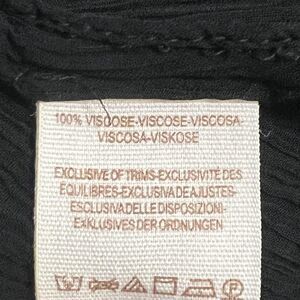 100% VISCOSE-VISCOSE-VISCOSA-
VISCOSA-VISKOSE
EXCLUSIVE OF TRIMS-EXCLUSIVITÉ DES
EQUILIBRES-EXCLUSIVA DE AJUSTES-
ESCLUSIVA DELLE DISPOSIZIONI-
EXKLUSIVES DER ORDNUNGEN